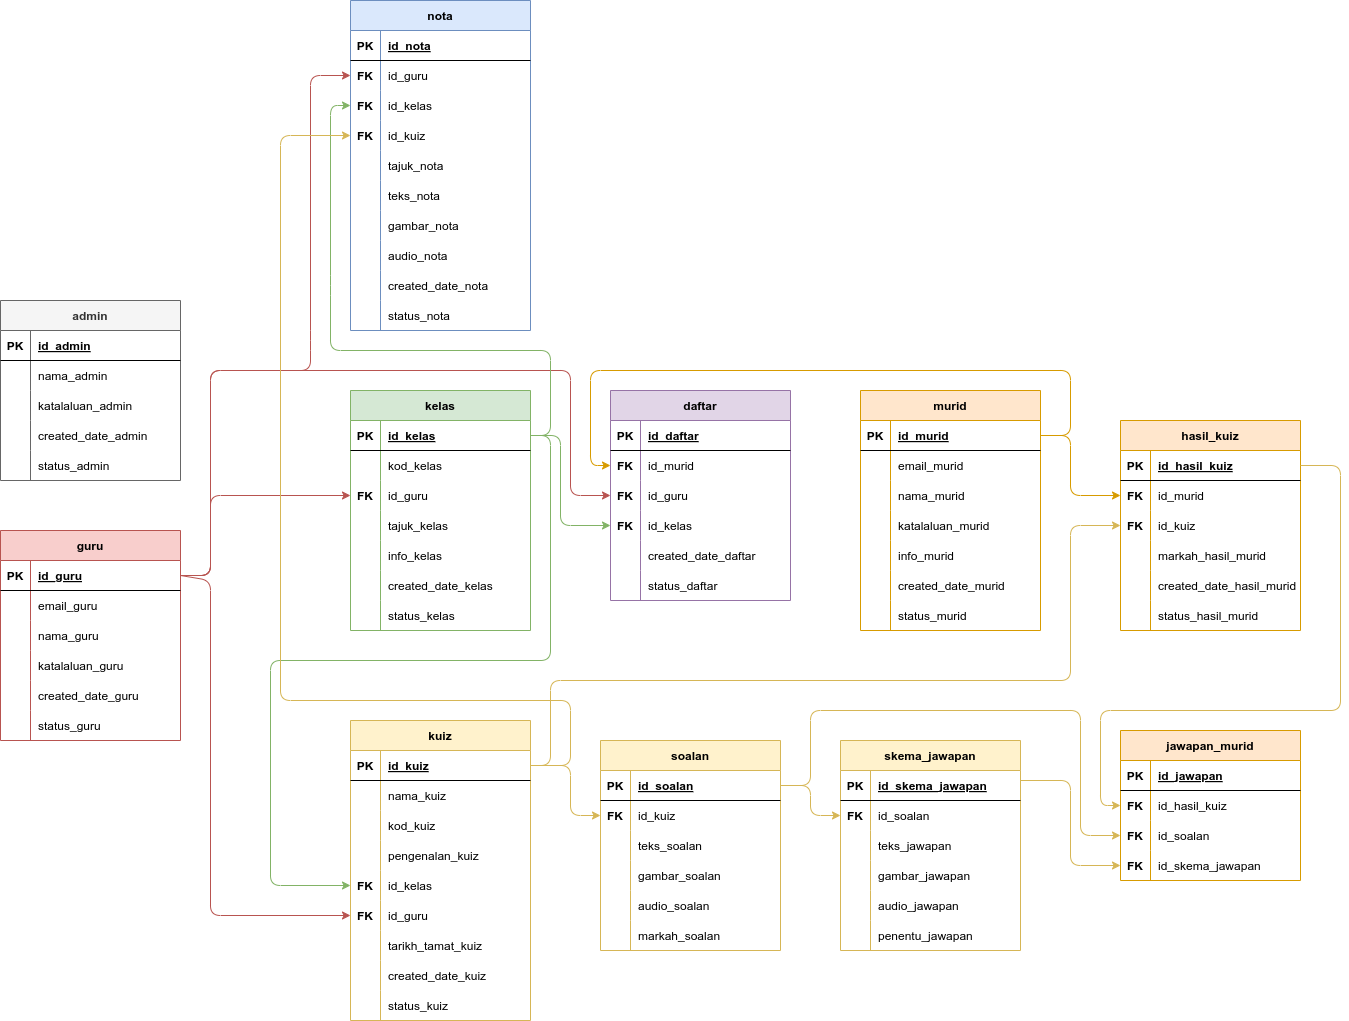 nota
PK id_nota
FK id_guru
FK id_kelas
FK id_kuiz
tajuk_nota
teks_nota
gambar_nota
audio_nota
created_date_nota
status_nota
admin
PK id_admin
nama_admin
katalaluan_admin
created_date_admin
status_admin
guru
PK id_guru
email_guru
nama_guru
katalaluan_guru
created_date_guru
status_guru
kelas
PK id_kelas
kod_kelas
FK id_guru
tajuk_kelas
info_kelas
created_date_kelas
status_kelas
daftar
PK id_daftar
FK id_murid
FK id_guru
FK id_kelas
created_date_daftar
status_daftar
murid
PK id_murid
email_murid
nama_murid
katalaluan_murid
info_murid
created_date_murid
status_murid
hasil_kuiz
PK id_hasil_kuiz
FK id_murid
FK id_kuiz
markah_hasil_murid
created_date_hasil_murid
status_hasil_murid
kuiz
PK id_kuiz
nama_kuiz
kod_kuiz
pengenalan_kuiz
FK id_kelas
FK id_guru
tarikh_tamat_kuiz
created_date_kuiz
status_kuiz
soalan
PK id_soalan
FK id_kuiz
teks_soalan
gambar_soalan
audio_soalan
markah_soalan
skema_jawapan
PK id_skema_jawapan
FK id_soalan
teks_jawapan
gambar_jawapan
audio_jawapan
penentu_jawapan
jawapan_murid
PK id_jawapan
FK id_hasil_kuiz
FK id_soalan
FK id_skema_jawapan